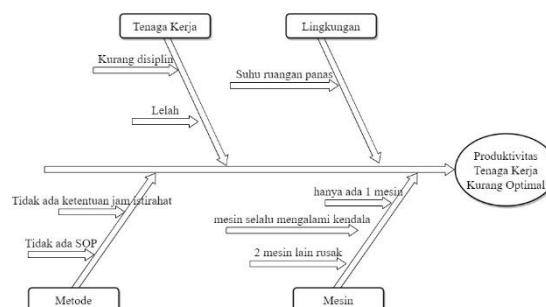 Tenaga Kerja
Lingkungan
Kurang disiplin
Suhu ruangan panas
Lelah
Produktivitas
Tenaga Kerja
Kurang Optimal
hanya ada 1 mesin
Tidak ada ketentuan jam istirahat
mesin selalu mengalami kendala
Tidak ada SOP
2 mesin lain rusak
Metode
Mesin